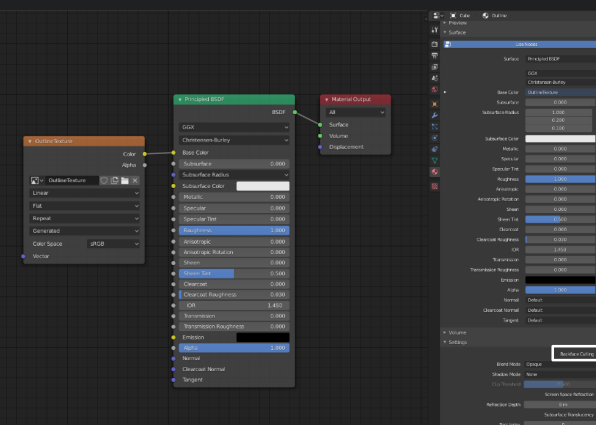 Cube
Outline
Preview
Surface
Use Nodes
Surface
Principled BSDF
GGX
Christensen-Burley
Base Color
OutlineTexture
Subsurface
0.000
Subsurface Radius
1.000
0.200
0.100
Subsurface Color
Metallic
0.000
Specular
0.000
Specular Tint
0.000
Roughness
1.000
Anisotropic
0.000
Anisotropic Rotation
0.000
Sheen
0.000
Sheen Tint
0.500
Clearcoat
0.000
Clearcoat Roughness
0.030
IOR
1.450
Transmission
0.000
Transmission Roughness
0.000
Emission
Alpha
1.000
Normal
Default
Clearcoat Normal
Default
Tangent
Default
Volume
Settings
Backface Culling
Blend Mode
Opaque
Shadow Mode
None
Clip Threshold
Screen Space Refraction
Refraction Depth
0 m
Subsurface Translucency
OutlineTexture
Color
Alpha
OutlineTexture
Linear
Flat
Repeat
Generated
Color Space
sRGB
Vector
Principled BSDF
BSDF
GGX
Christensen-Burley
Base Color
Subsurface
0.000
Subsurface Radius
Subsurface Color
Metallic
0.000
Specular
0.000
Specular Tint
0.000
Roughness
1.000
Anisotropic
0.000
Anisotropic Rotation
0.000
Sheen
0.000
Sheen Tint
0.500
Clearcoat
0.000
Clearcoat Roughness
0.030
IOR
1.450
Transmission
0.000
Transmission Roughness
0.000
Emission
Alpha
1.000
Normal
Clearcoat Normal
Tangent
Material Output
All
Surface
Volume
Displacement